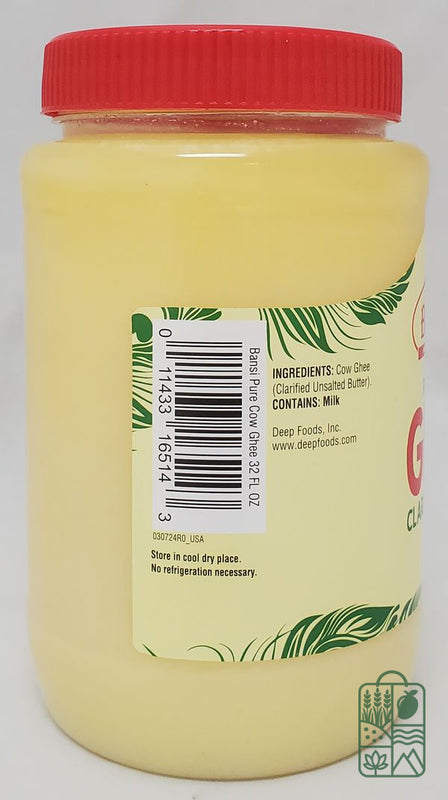 Bansi Pure Cow Ghee 32 FL OZ
0 11433 16514 3
030724R0_USA
Store in cool dry place.
No refrigeration necessary.
INGREDIENTS: Cow Ghee
(Clarified Unsalted Butter).
CONTAINS: Milk
Deep Foods, Inc.
www.deepfoods.com